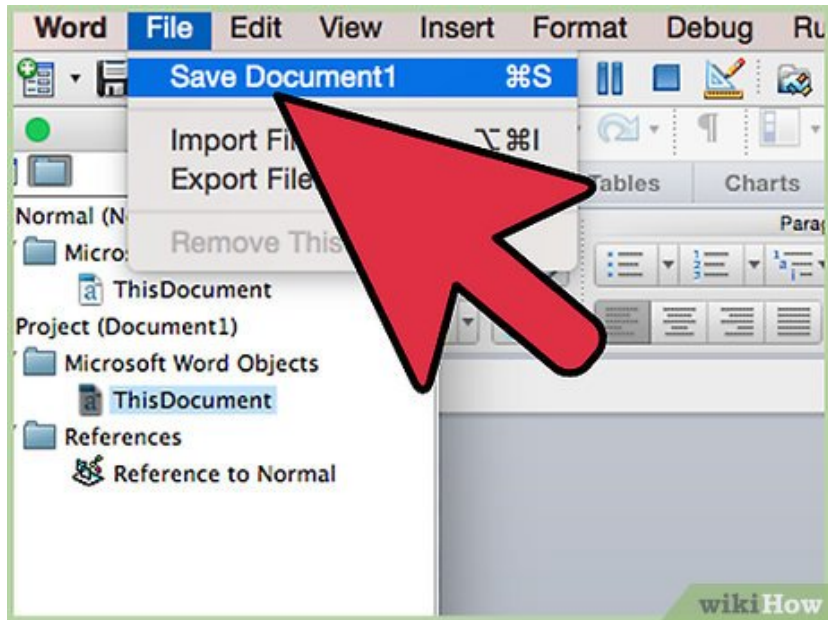 Word File Edit View Insert Format Debug
Save Document1 ⌘S
Import
⌥⌘I
Export File
Tables Charts
Normal
Remove This
ThisDocument
Project (Document1)
Microsoft Word Objects
ThisDocument
References
Reference to Normal
wikiHow